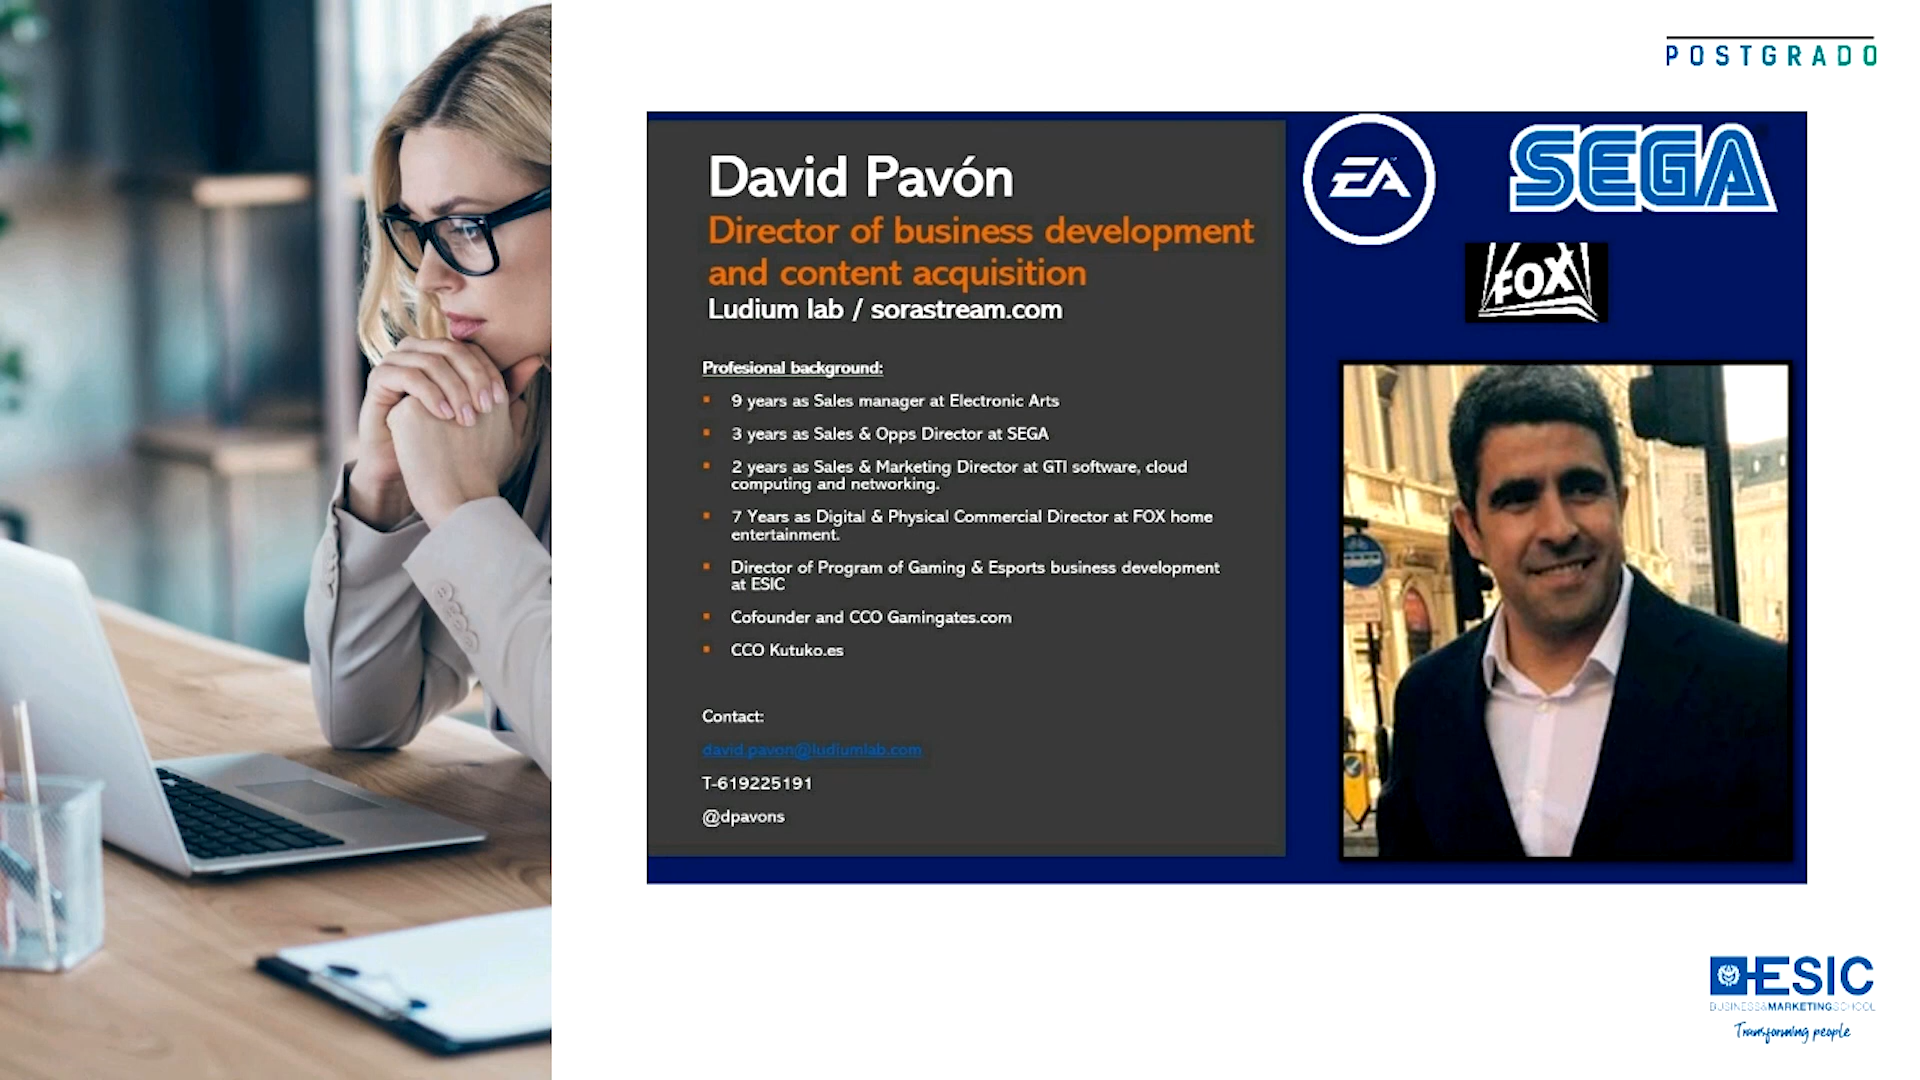 POSTGRADO
David Pavón
Director of business development
and content acquisition
Ludium lab / sorastream.com
Profesional background:
9 years as Sales manager at Electronic Arts
3 years as Sales & Opps Director at SEGA
2 years as Sales & Marketing Director at GTI software, cloud
computing and networking.
7 Years as Digital & Physical Commercial Director at FOX home
entertainment.
Director of Program of Gaming & Esports business development
at ESIC
Cofounder and CCO Gamingates.com
CCO Kutuko.es
Contact:
david.pavon@ludiumlab.com
T-619225191
@dpavons
EA
SEGA
FOX
ESIC
BUSINESS&MARKETINGSCHOOL
Transforming people